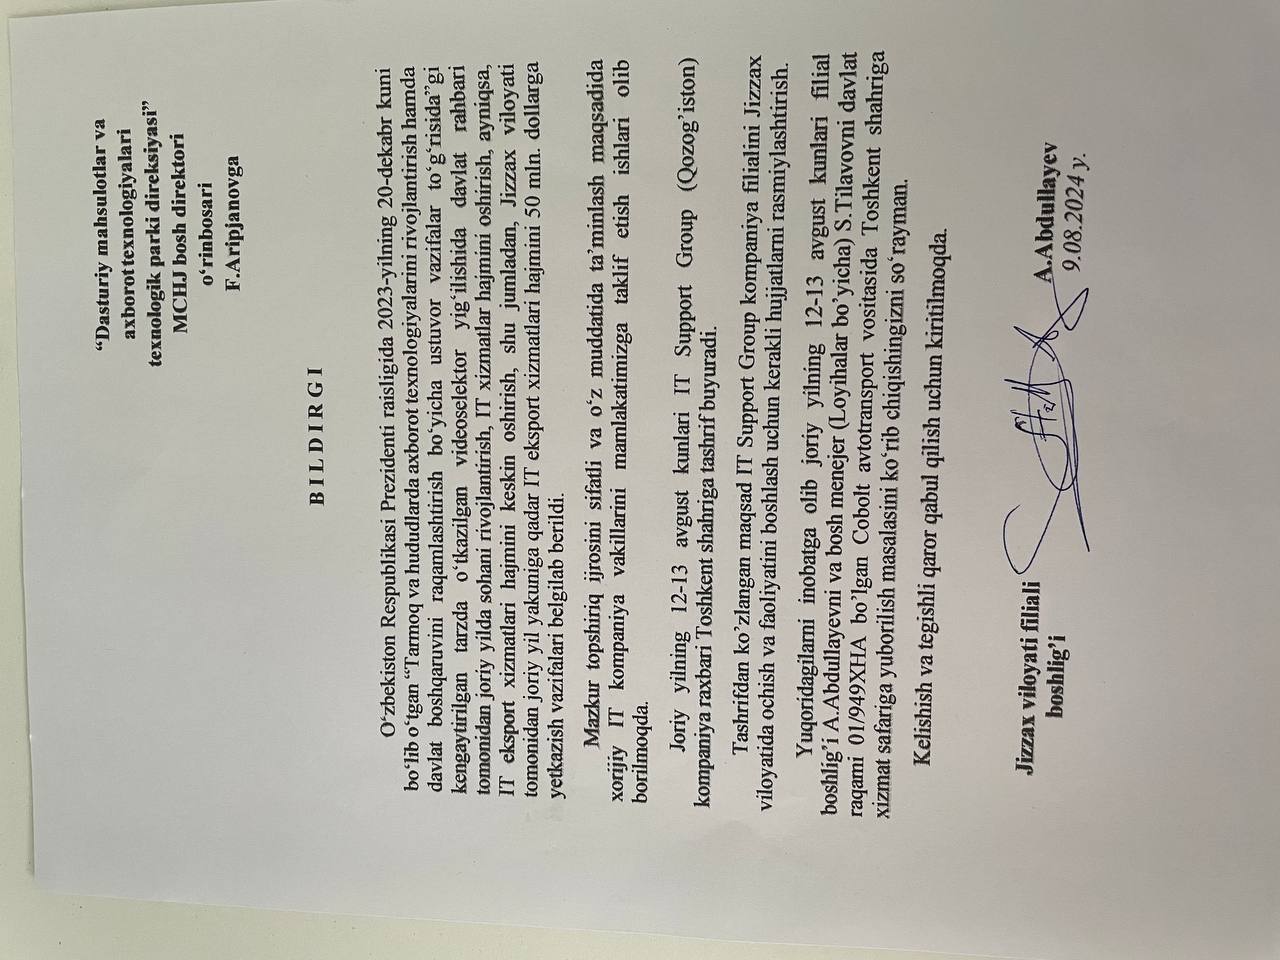 “Dasturiy mahsulotlar va
axborot texnologiyalari
texnologik parki direksiyasi”
MCHJ bosh direktori
o‘rinbosari
F.Aripjanovga
BILDIRGI
O‘zbekiston Respublikasi Prezidenti raisligida 2023-yilning 20-dekabr kuni
bo‘lib o‘tgan “Tarmoq va hududlarda axborot texnologiyalarini rivojlantirish hamda
davlat boshqaruvini raqamlashtirish bo‘yicha ustuvor vazifalar to‘g‘risida”gi
kengaytirilgan tarzda o‘tkazilgan videoselektor yig‘ilishida davlat rahbari
tomonidan joriy yilda sohani rivojlantirish, IT xizmatlar hajmini oshirish, ayniqsa,
IT eksport xizmatlari hajmini keskin oshirish, shu jumladan, Jizzax viloyati
tomonidan joriy yil yakuniga qadar IT eksport xizmatlari hajmini 50 mln. dollarga
yetkazish vazifalari belgilab berildi.
Mazkur topshiriq ijrosini sifatli va o‘z muddatida ta’minlash maqsadida
xorijiy IT kompaniya vakillarini mamlakatimizga taklif etish ishlari olib
borilmoqda.
Joriy yilning 12-13 avgust kunlari IT Support Group (Qozog’iston)
kompaniya raxbari Toshkent shahriga tashrif buyuradi.
Tashrifdan ko’zlangan maqsad IT Support Group kompaniya filialini Jizzax
viloyatida ochish va faoliyatini boshlash uchun kerakli hujjatlarni rasmiylashtirish.
Yuqoridagilarni inobatga olib joriy yilning 12-13 avgust kunlari filial
boshlig’i A.Abdullayevni va bosh menejer (Loyihalar bo’yicha) S.Tilavovni davlat
raqami 01/949XHA bo’lgan Cobolt avtotransport vositasida Toshkent shahriga
xizmat safariga yuborilish masalasini ko‘rib chiqishingizni so‘rayman.
Kelishish va tegishli qaror qabul qilish uchun kiritilmoqda.
Jizzax viloyati filiali
boshlig’i
A.Abdullayev
9.08.2024 y.